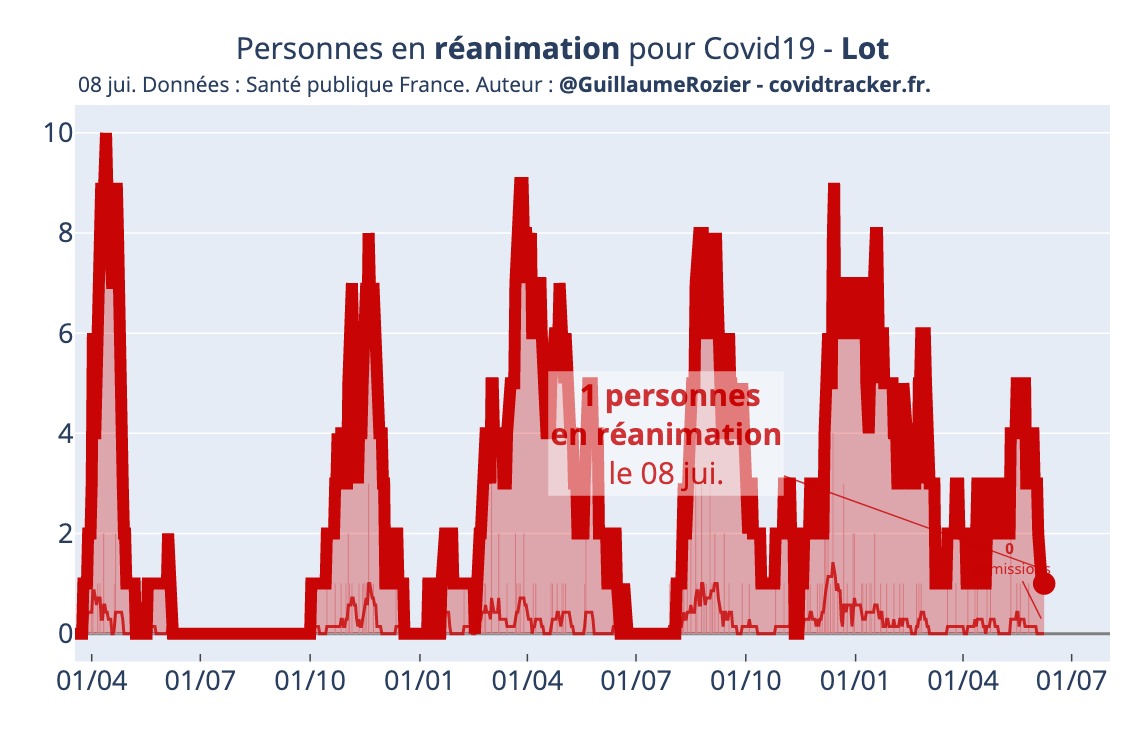 Personnes en réanimation pour Covid19 - Lot
08 jui. Données : Santé publique France. Auteur : @GuillaumeRozier - covidtracker.fr.
10
8
6
4
2
0
1 personnes
en réanimation
le 08 jui.
0
missions
01/04 01/07 01/10 01/01 01/04 01/07 01/10 01/01 01/04 01/07